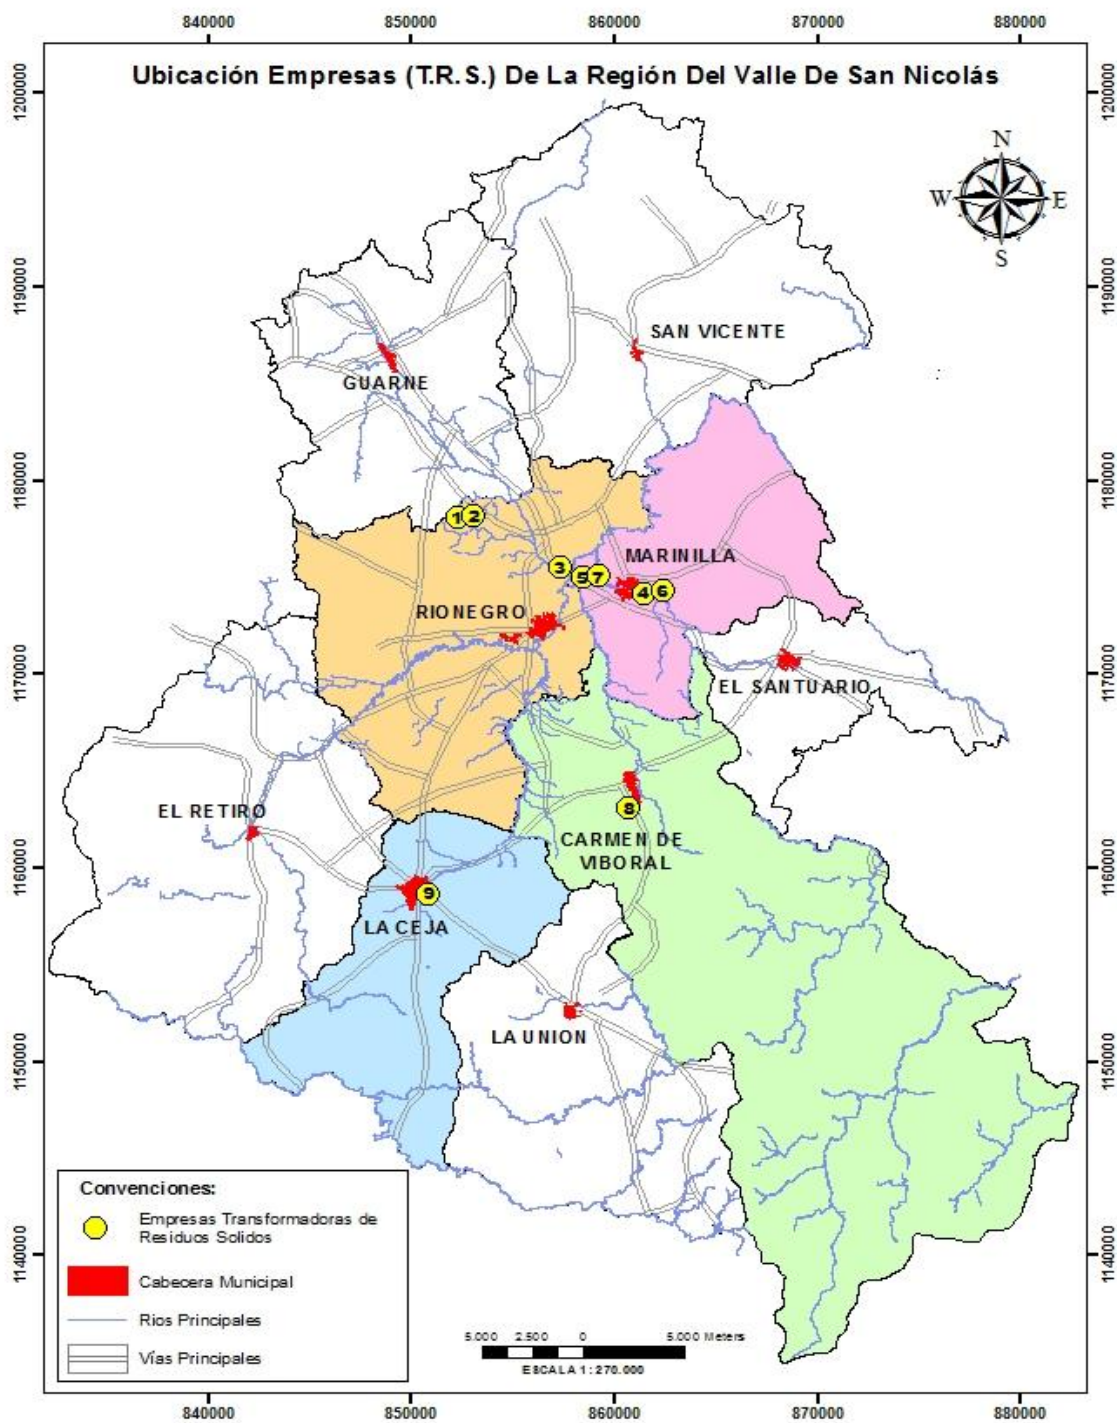 840000 850000 860000 870000 880000
Ubicación Empresas (T.R.S.) De La Región Del Valle De San Nicolás
1200000 1200000
N
W E
S
1190000 1190000
SAN VICENTE
GUARNE
1180000 1180000
1 2
MARINILLA
3 5 7
4 6
RIONEGRO
1170000 1170000
EL SANTUARIO
EL RETIRO
8
CARMEN DE
VIBORAL
1160000 1160000
9
LA CEJA
LA UNION
1150000 1150000
Convenciones:
Empresas Transformadoras de
Residuos Solidos
Cabecera Municipal
Rios Principales
Vías Principales
1140000 1140000
5.000 2.500 0 5.000 Meters
ESCALA 1: 270.000
840000 850000 860000 870000 880000